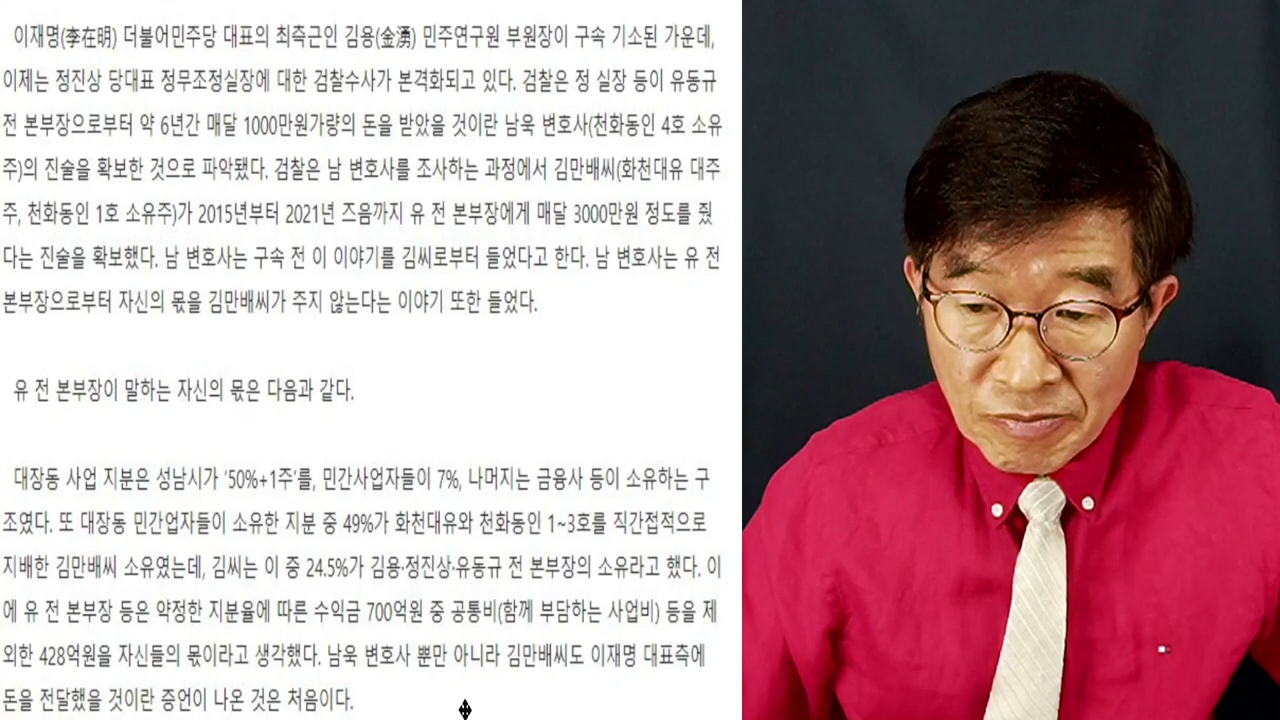 이재명(李在明) 더불어민주당 대표의 최측근인 김용(金湧) 민주연구원 부원장이 구속 기소된 가운데,
이제는 정진상 당대표 정무조정실장에 대한 검찰수사가 본격화되고 있다. 검찰은 정 실장 등이 유동규
전 본부장으로부터 약 6년간 매달 1000만원가량의 돈을 받았을 것이란 남욱 변호사(천화동인 4호 소유
주)의 진술을 확보한 것으로 파악됐다. 검찰은 남 변호사를 조사하는 과정에서 김만배씨(화천대유 대주
주, 천화동인 1호 소유주)가 2015년부터 2021년 즈음까지 유 전 본부장에게 매달 3000만원 정도를 줬
다는 진술을 확보했다. 남 변호사는 구속 전 이 이야기를 김씨로부터 들었다고 한다. 남 변호사는 유 전
본부장으로부터 자신의 몫을 김만배씨가 주지 않는다는 이야기 또한 들었다.
유 전 본부장이 말하는 자신의 몫은 다음과 같다.
대장동 사업 지분은 성남시가 ‘50%+1주’를, 민간사업자들이 7%, 나머지는 금융사 등이 소유하는 구
조였다. 또 대장동 민간업자들이 소유한 지분 중 49%가 화천대유와 천화동인 1~3호를 직간접적으로
지배한 김만배씨 소유였는데, 김씨는 이 중 24.5%가 김용·정진상·유동규 전 본부장의 소유라고 했다. 이
에 유 전 본부장 등은 약정한 지분율에 따른 수익금 700억원 중 공통비(함께 부담하는 사업비) 등을 제
외한 428억원을 자신들의 몫이라고 생각했다. 남욱 변호사 뿐만 아니라 김만배씨도 이재명 대표측에
돈을 전달했을 것이란 증언이 나온 것은 처음이다.